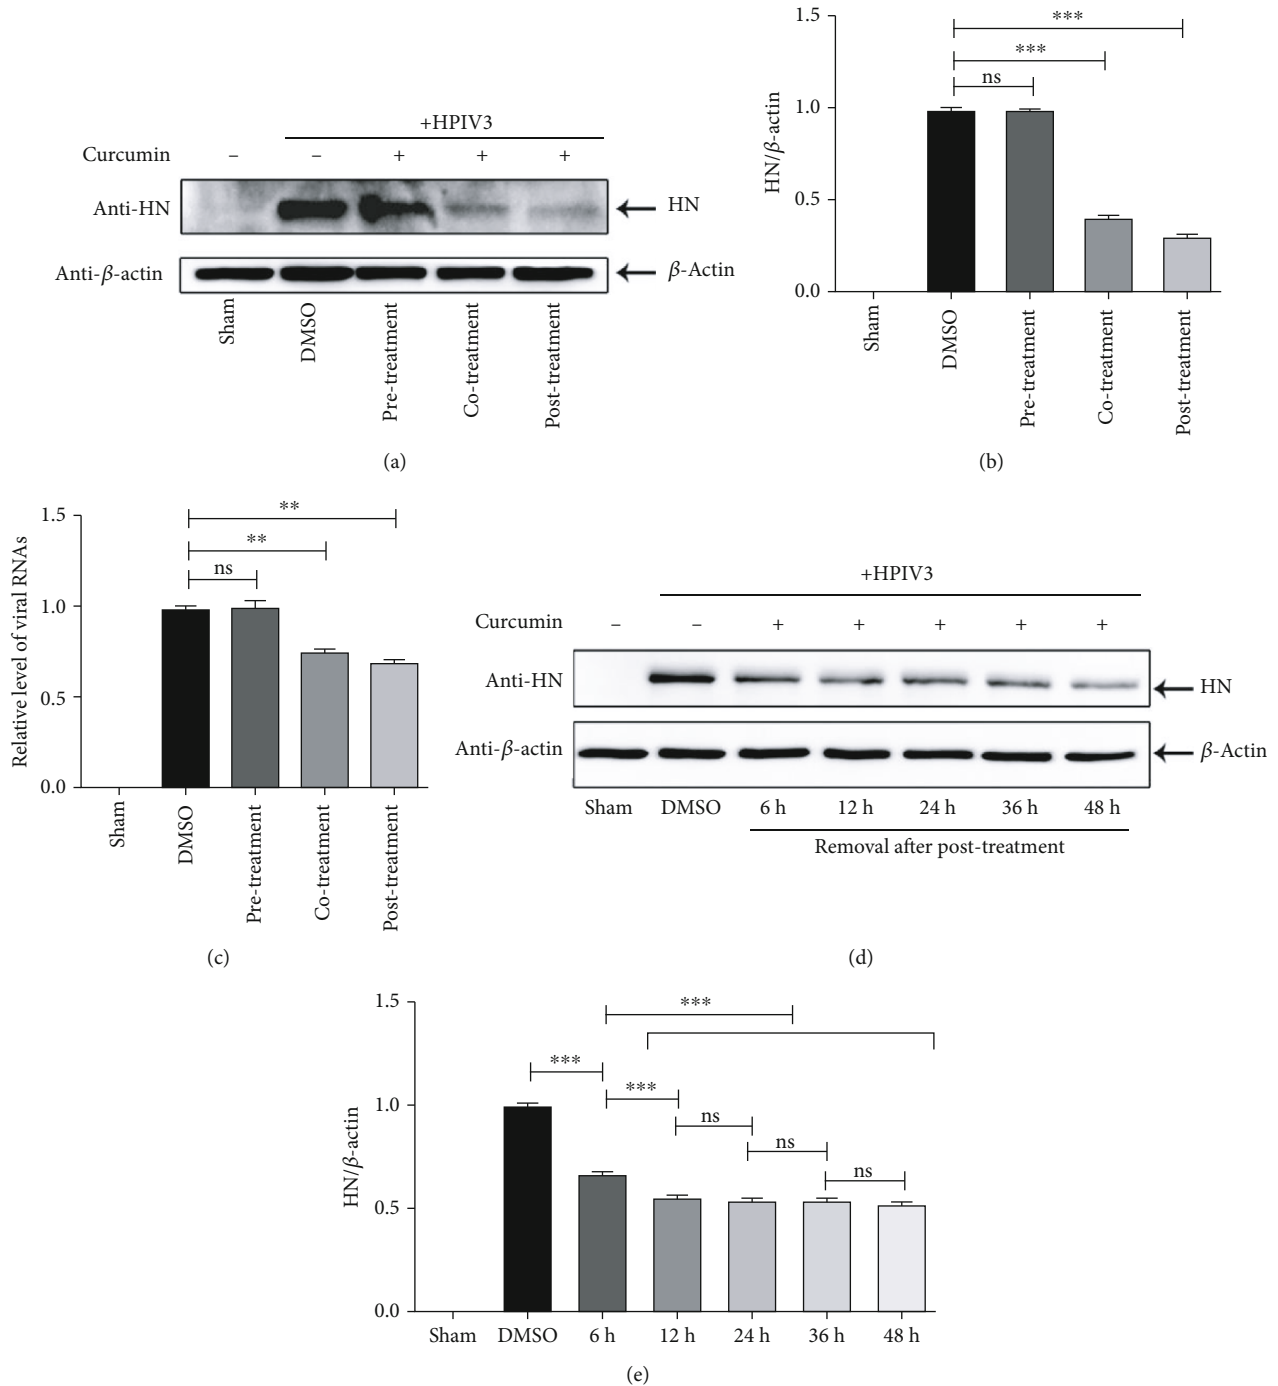 +HPIV3
Curcumin – – + + +
Anti-HN HN
Anti-β-actin β-Actin
Sham
DMSO
Pre-treatment
Co-treatment
Post-treatment
(a)
HN/β-actin
1.5
1.0
0.5
0.0
***
***
ns
Sham
DMSO
Pre-treatment
Co-treatment
Post-treatment
(b)
Relative level of viral RNAs
1.5
1.0
0.5
0.0
**
**
ns
Sham
DMSO
Pre-treatment
Co-treatment
Post-treatment
(c)
+HPIV3
Curcumin – – + + + + +
Anti-HN HN
Anti-β-actin β-Actin
Sham DMSO 6 h 12 h 24 h 36 h 48 h
Removal after post-treatment
(d)
HN/β-actin
1.5
1.0
0.5
0.0
***
***
***
ns
ns
ns
Sham DMSO 6 h 12 h 24 h 36 h 48 h
(e)